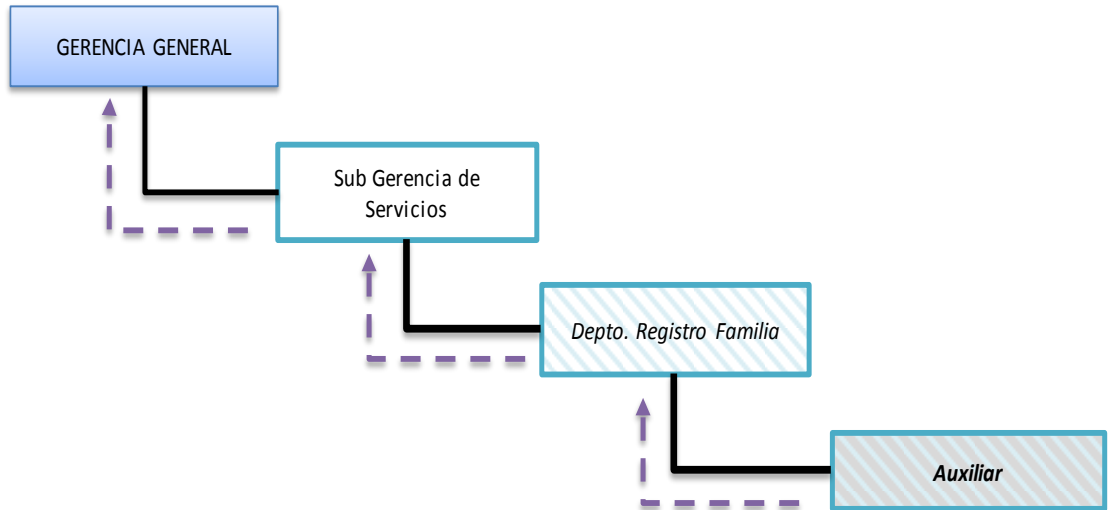 GERENCIA GENERAL
Sub Gerencia de
Servicios
Depto. Registro Familia
Auxiliar